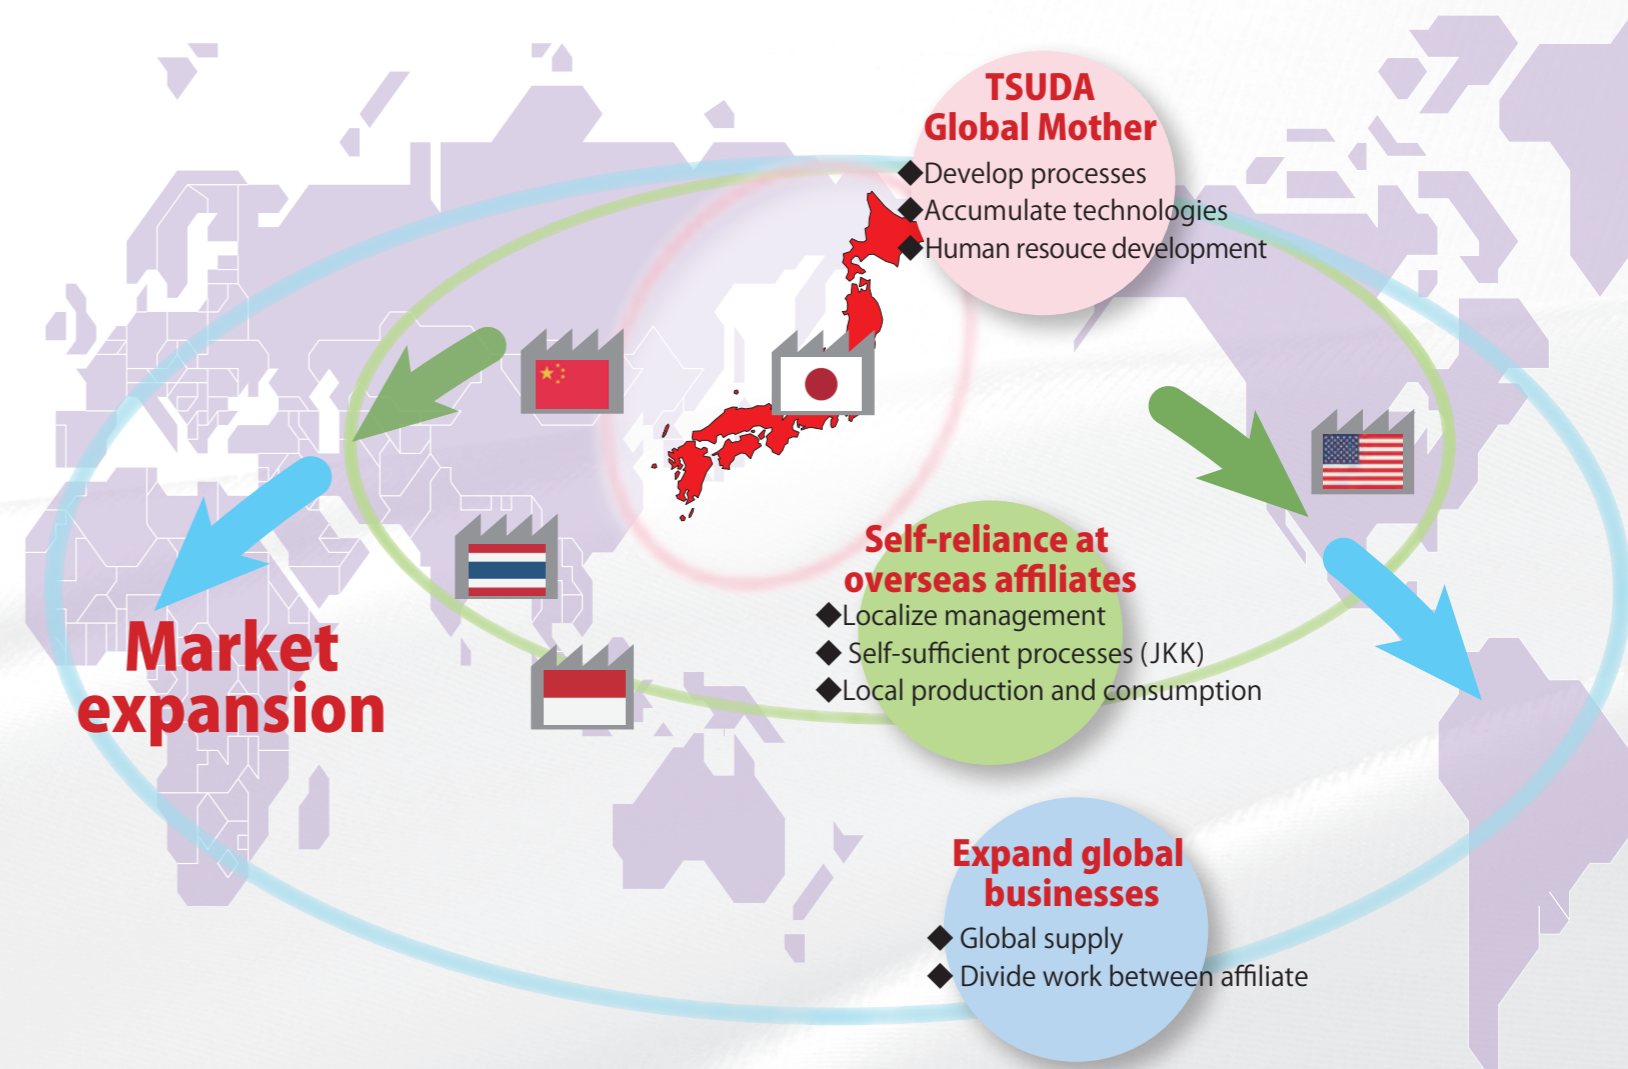 TSUDA
Global Mother
◆Develop processes
◆Accumulate technologies
◆Human resouce development
Self-reliance at
overseas affiliates
◆Localize management
◆ Self-sufficient processes (JKK)
◆Local production and consumption
Market
expansion
Expand global
businesses
◆ Global supply
◆ Divide work between affiliate